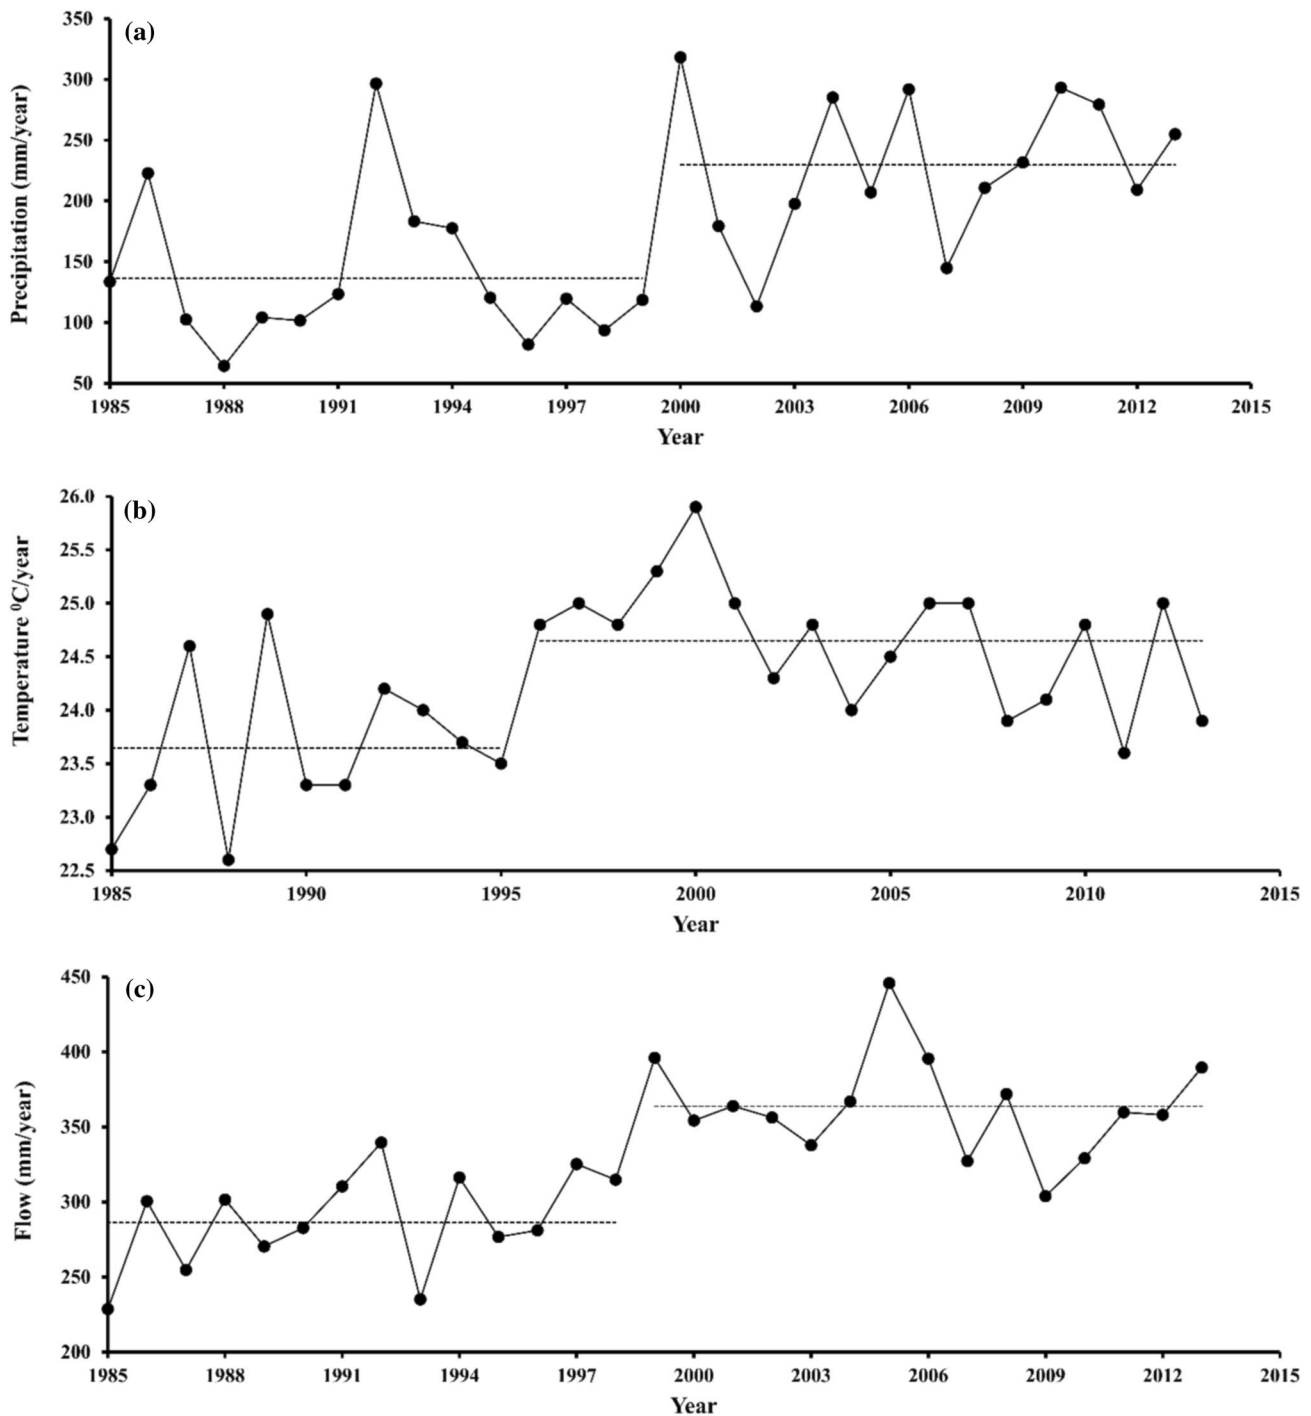 (a)
Precipitation (mm/year)
350
300
250
200
150
100
50
1985 1988 1991 1994 1997 2000 2003 2006 2009 2012 2015
Year
(b)
Temperature ⁰C/year
26.0
25.5
25.0
24.5
24.0
23.5
23.0
22.5
1985 1990 1995 2000 2005 2010 2015
Year
(c)
Flow (mm/year)
450
400
350
300
250
200
1985 1988 1991 1994 1997 2000 2003 2006 2009 2012 2015
Year